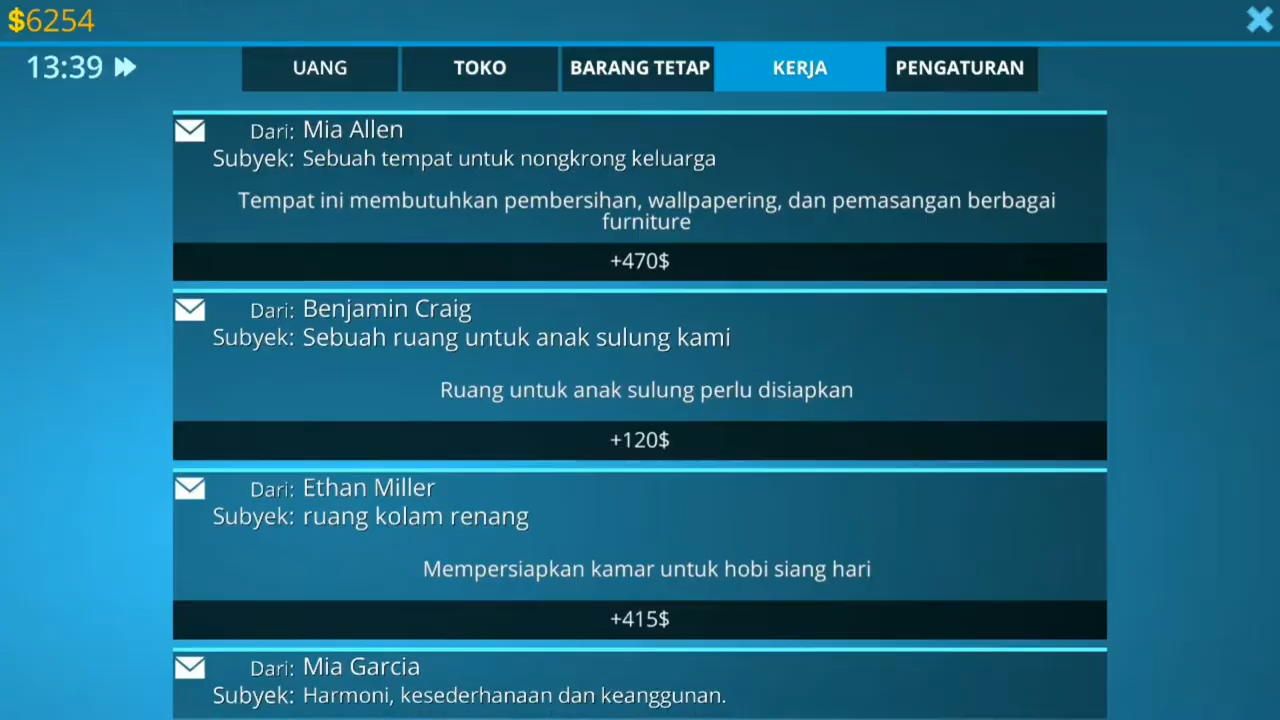 $6254
13:39
UANG TOKO BARANG TETAP KERJA PENGATURAN
Dari: Mia Allen
Subyek: Sebuah tempat untuk nongkrong keluarga
Tempat ini membutuhkan pembersihan, wallpapering, dan pemasangan berbagai
furniture
+470$
Dari: Benjamin Craig
Subyek: Sebuah ruang untuk anak sulung kami
Ruang untuk anak sulung perlu disiapkan
+120$
Dari: Ethan Miller
Subyek: ruang kolam renang
Mempersiapkan kamar untuk hobi siang hari
+415$
Dari: Mia Garcia
Subyek: Harmoni, kesederhanaan dan keanggunan.